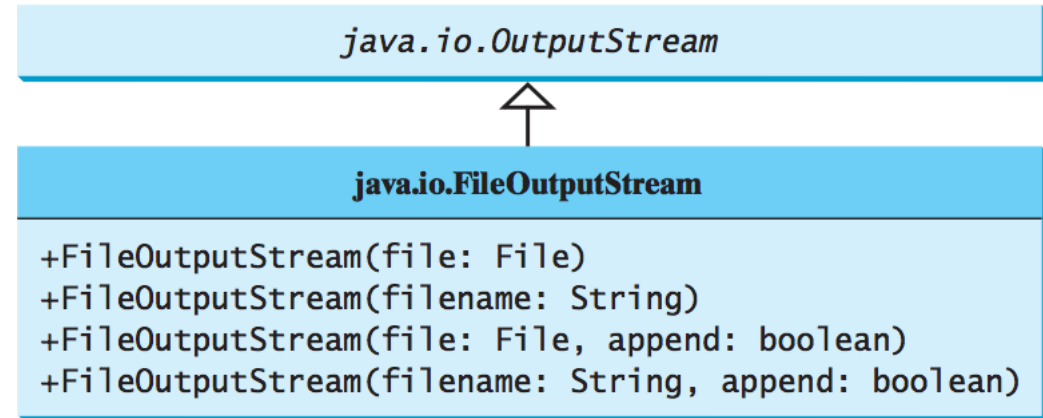 java.io.OutputStream
java.io.FileOutputStream
+FileOutputStream(file: File)
+FileOutputStream(filename: String)
+FileOutputStream(file: File, append: boolean)
+FileOutputStream(filename: String, append: boolean)